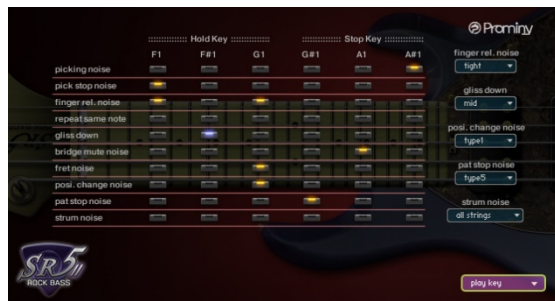 Prominy
Hold Key Stop Key
F1 F#1 G1 G#1 A1 A#1
picking noise
pick stop noise
finger rel. noise
repeat same note
gliss down
bridge mute noise
fret noise
posi. change noise
pat stop noise
strum noise
finger rel. noise
tight
gliss down
mid
posi. change noise
type1
pat stop noise
type5
strum noise
all strings
SR5
ROCK BASS
play key